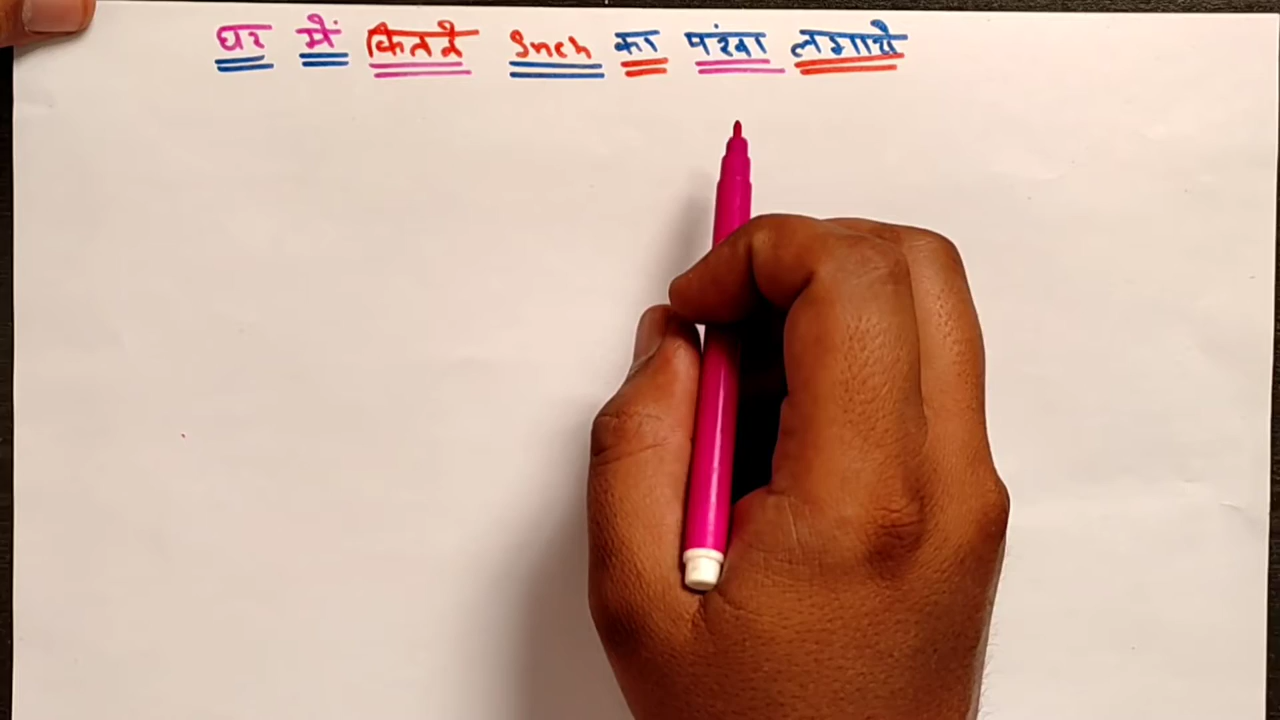 घर में कितने Inch का पंखा लगाये